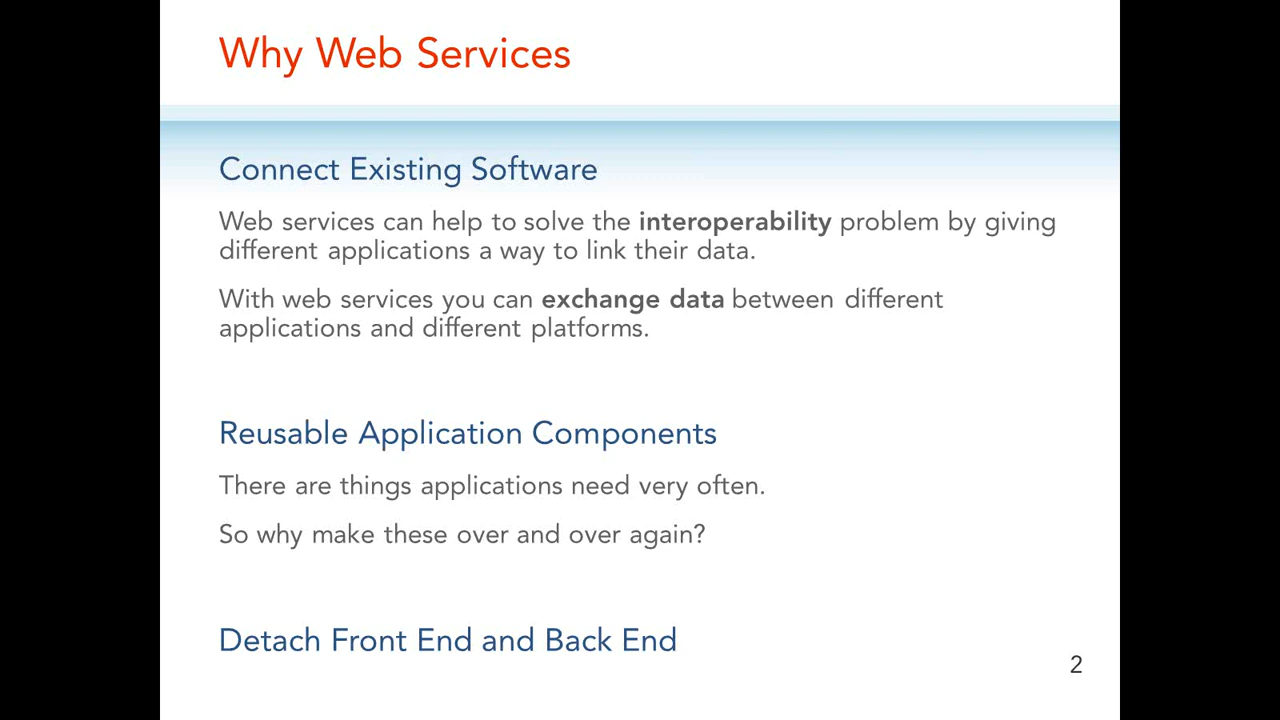 Why Web Services
Connect Existing Software
Web services can help to solve the interoperability problem by giving
different applications a way to link their data.
With web services you can exchange data between different
applications and different platforms.
Reusable Application Components
There are things applications need very often.
So why make these over and over again?
Detach Front End and Back End
2